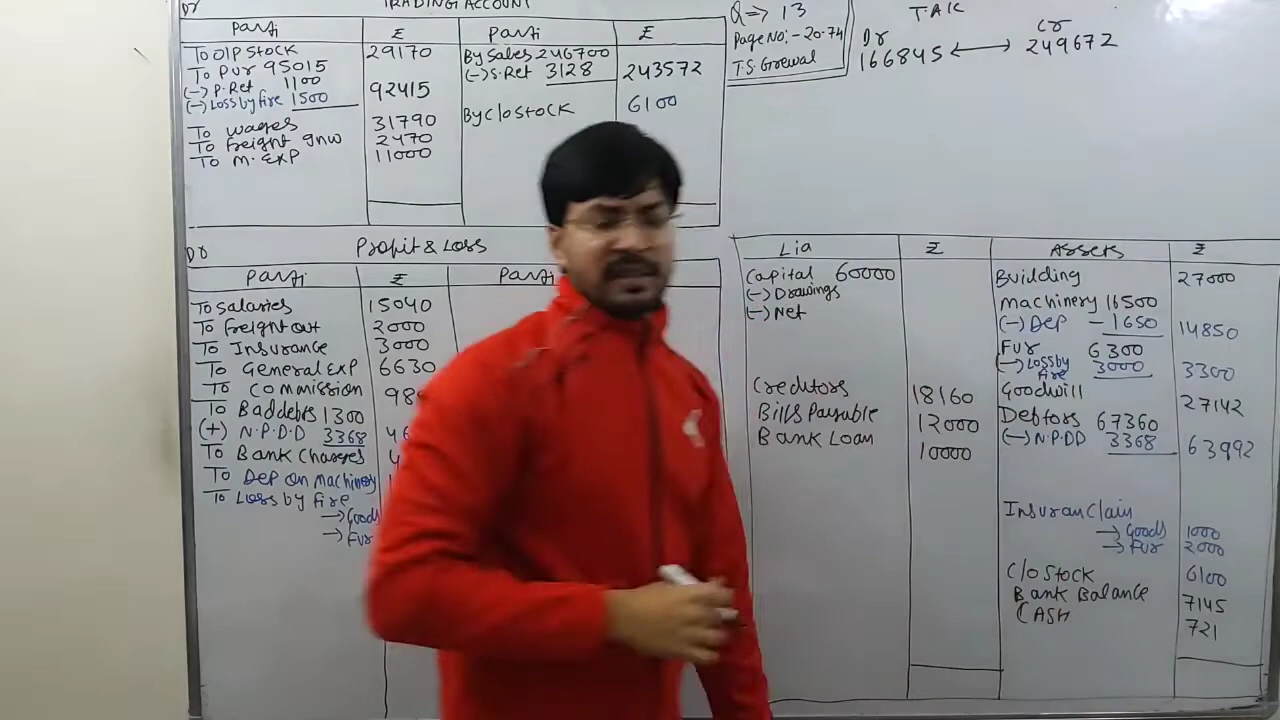 Dr
TRADING ACCOUNT
Parti ₹ Parti ₹
To O/P STOCK 29170
To Pur 95015
(-) P. Ret 1100
(-) Loss by fire 1500 92415
To wages 31790
To freight Inw 2470
To M. EXP 11000
By Sales 246700
(-) S. Ret 3128 243572
By C/O STOCK 6100
Q => 13
Page No:- 20.74
T.S Grewal
T.A/C
Dr Cr
166845 ↔ 249672
Dr
Profit & Loss
Parti ₹ Parti
To Salaries 15040
To freight out 2000
To Insurance 3000
To General EXP 6630
To Commission 98
To Bad debts 1300
(+) N.P.D.D 3368 46
To Bank Charges
To Dep on machinery
To Loss by fire
→ Goods
→ Fur
Lia ₹ Assets ₹
Capital 60000
(-) Drawings
(-) Net
Creditors 18160
Bills Payable 12000
Bank Loan 10000
Building 27000
Machinery 16500
(-) Dep - 1650 14850
Fur 6300
(-) Loss by fire 3000 3300
Goodwill 27142
Debtors 67360
(-) N.P.DD 3368 63992
Insuran Claim
→ Goods 1000
→ Fur 2000
C/O Stock 6100
Bank Balance 7145
CASH 721